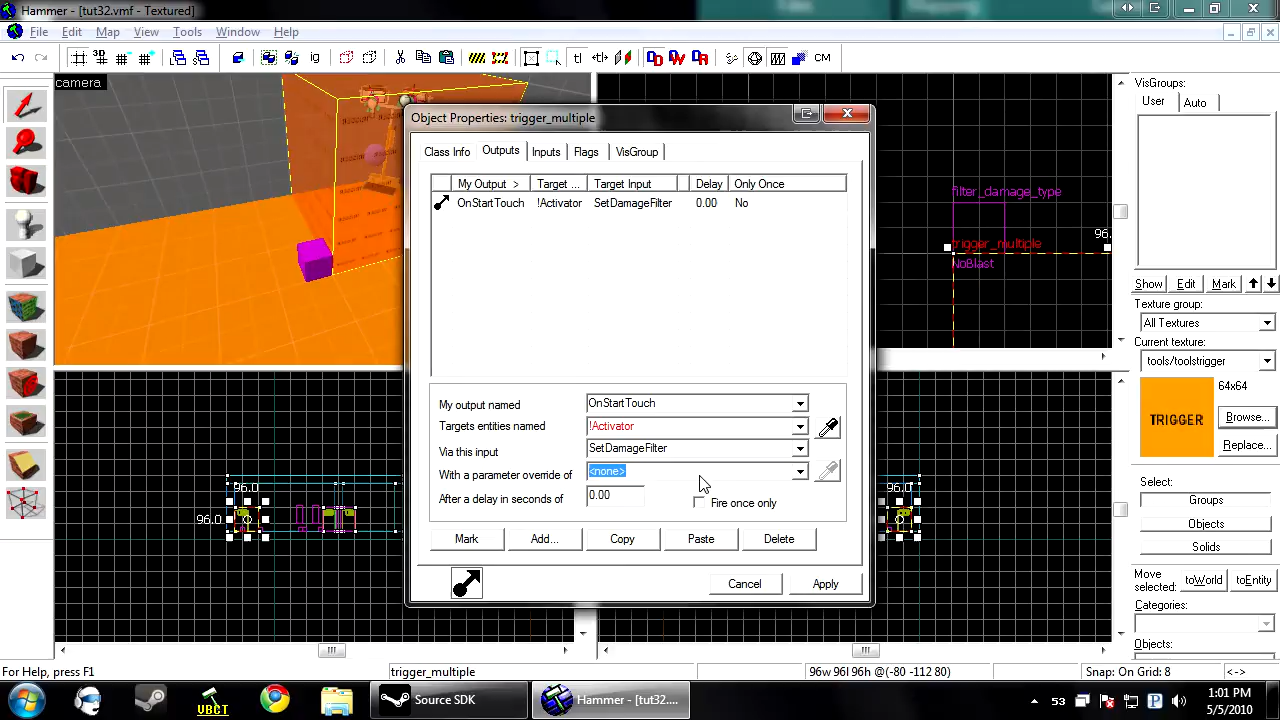 Hammer - [tut32.vmf - Textured]
File Edit Map View Tools Window Help
3D
ig
tl
CM
camera
VisGroups:
User Auto
Object Properties: trigger_multiple
Class Info Outputs Inputs Flags VisGroup
My Output > Target ... Target Input Delay Only Once
OnStartTouch !Activator SetDamageFilter 0.00 No
filter_damage_type
96.
trigger_multiple
NoBlast
Show Edit Mark
Texture group:
All Textures
Current texture:
tools/toolstrigger
64x64
TRIGGER
Browse...
Replace...
My output named OnStartTouch
Targets entities named !Activator
Via this input SetDamageFilter
With a parameter override of <none>
After a delay in seconds of 0.00 Fire once only
Mark Add... Copy Paste Delete
Cancel Apply
96.0
96.0
96.0
Select:
Groups
Objects
Solids
Move selected: toWorld toEntity
Categories:
Objects:
For Help, press F1 trigger_multiple 96w 96l 96h @(-80 -112 80) Snap: On Grid: 8 <->
VBCT
Source SDK
Hammer - [tut32....
53
1:01 PM
5/5/2010